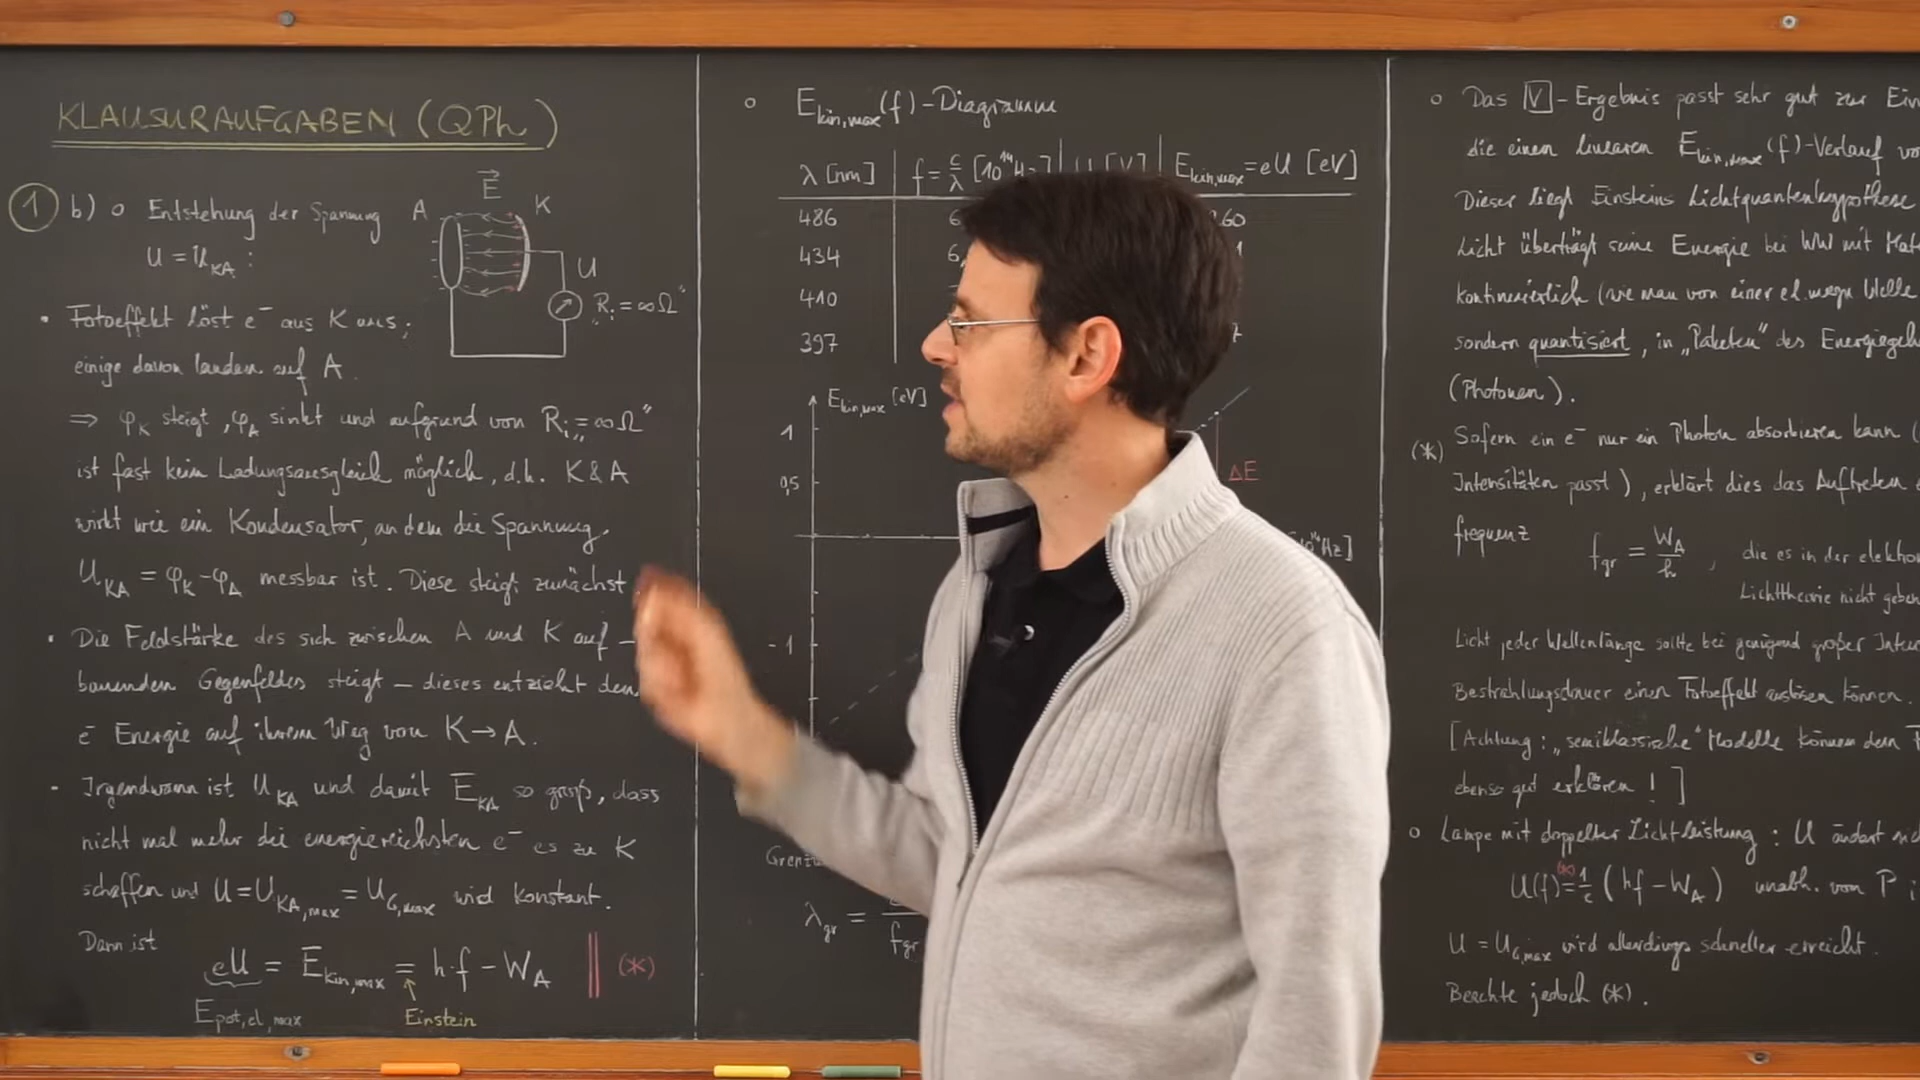 KLAUSURAUFGABEN (QPh)
1 b) o Entstehung der Spannung
U = U_KA :
A E⃗ K
U
R_i = "∞Ω"
• Fotoeffekt löst e⁻ aus K aus;
einige davon landen auf A.
⇒ φ_K steigt, φ_A sinkt und aufgrund von R_i = "∞Ω"
ist fast kein Ladungsausgleich möglich, d.h. K & A
wirkt wie ein Kondensator, an dem die Spannung
U_KA = φ_K - φ_A messbar ist. Diese steigt zunächst
• Die Feldstärke des sich zwischen A und K auf-
bauenden Gegenfeldes steigt – dieses entzieht den
e⁻ Energie auf ihrem Weg von K → A.
• Irgendwann ist U_KA und damit E_KA so groß, dass
nicht mal mehr die energiereichsten e⁻ es zu K
schaffen und U = U_KA,max = U_G,max wird konstant.
Dann ist
eU = E_kin,max = h·f - W_A (*)
E_pot,el,max Einstein
o E_kin,max(f)-Diagramm
λ [nm] f = c/λ [10¹⁴ U [V] E_kin,max = eU [eV]
486 6
434 6,
410
397
E_kin,max [eV]
1
0,5
ΔE
-1
λ_gr = f_gr
o Das V-Ergebnis passt sehr gut zur
die einem linearen E_kin,max(f)-Verlauf
Dieser liegt Einsteins Lichtquantenhypothese
Licht überträgt seine Energie bei WW mit
kontinuierlich (wie man von einer el.magn. Welle
sondern quantisiert, in "Paketen" des
(Photonen).
(*) Sofern ein e⁻ nur ein Photon absorbieren kann (
Intensitäten passt), erklärt dies das Auftreten
frequenz f_gr = W_A/h , die es in der
Lichttheorie nicht geben
Licht jeder Wellenlänge sollte bei genügend großer
Bestrahlungsdauer einen Fotoeffekt auslösen können.
[Achtung: "semiklassische" Modelle können den
ebenso gut erklären ! ]
o Lampe mit doppelter Lichtleistung : U ändert
U(f) (*)= 1/e (hf - W_A) unabh. vom P
U = U_G,max wird allerdings schneller erreicht.
Beachte jedoch (*).